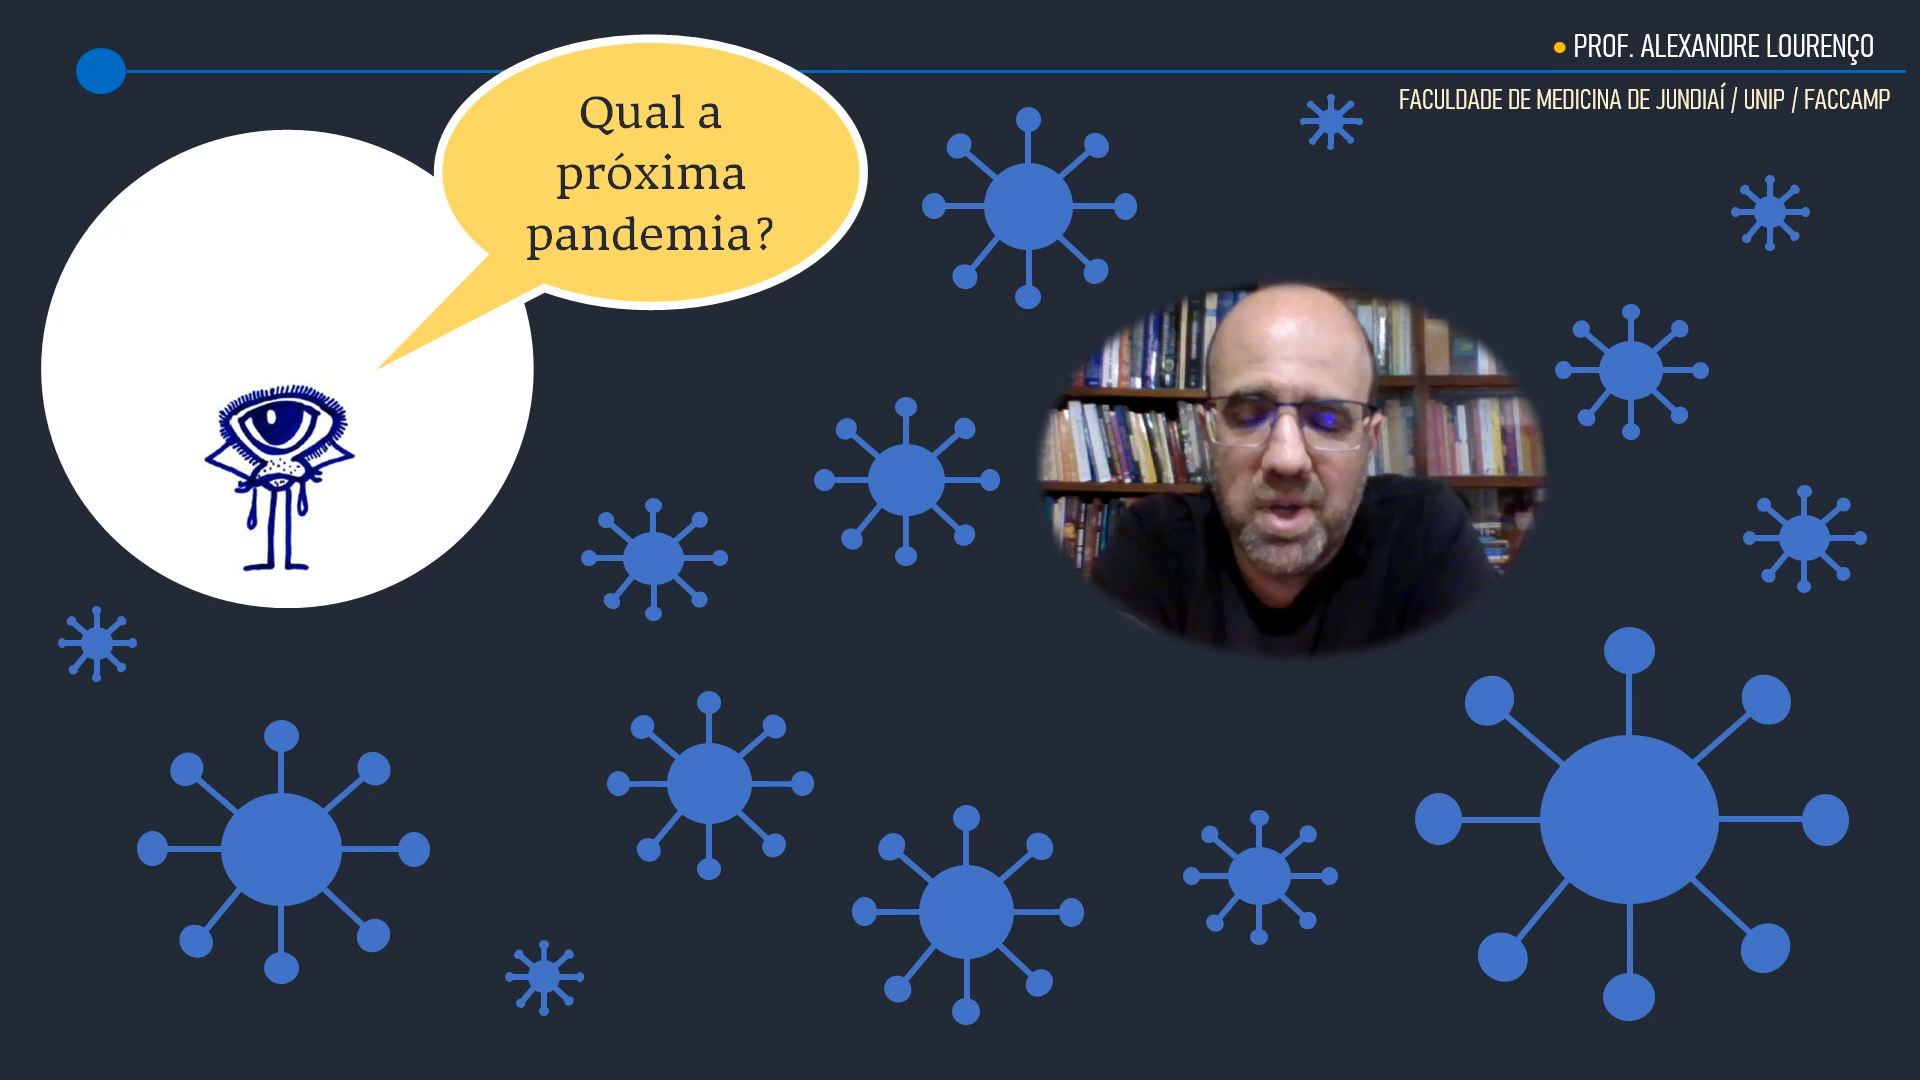 Qual a
próxima
pandemia?
PROF. ALEXANDRE LOURENÇO
FACULDADE DE MEDICINA DE JUNDIAÍ / UNIP / FACCAMP